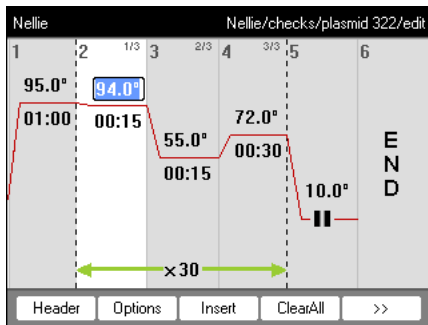 Nellie Nellie/checks/plasmid 322/edit
1 2 1/3 3 2/3 4 3/3 5 6
95.0° 94.0° 72.0°
01:00 00:15 55.0° 00:30 END
00:15 10.0°
×30
Header Options Insert ClearAll >>